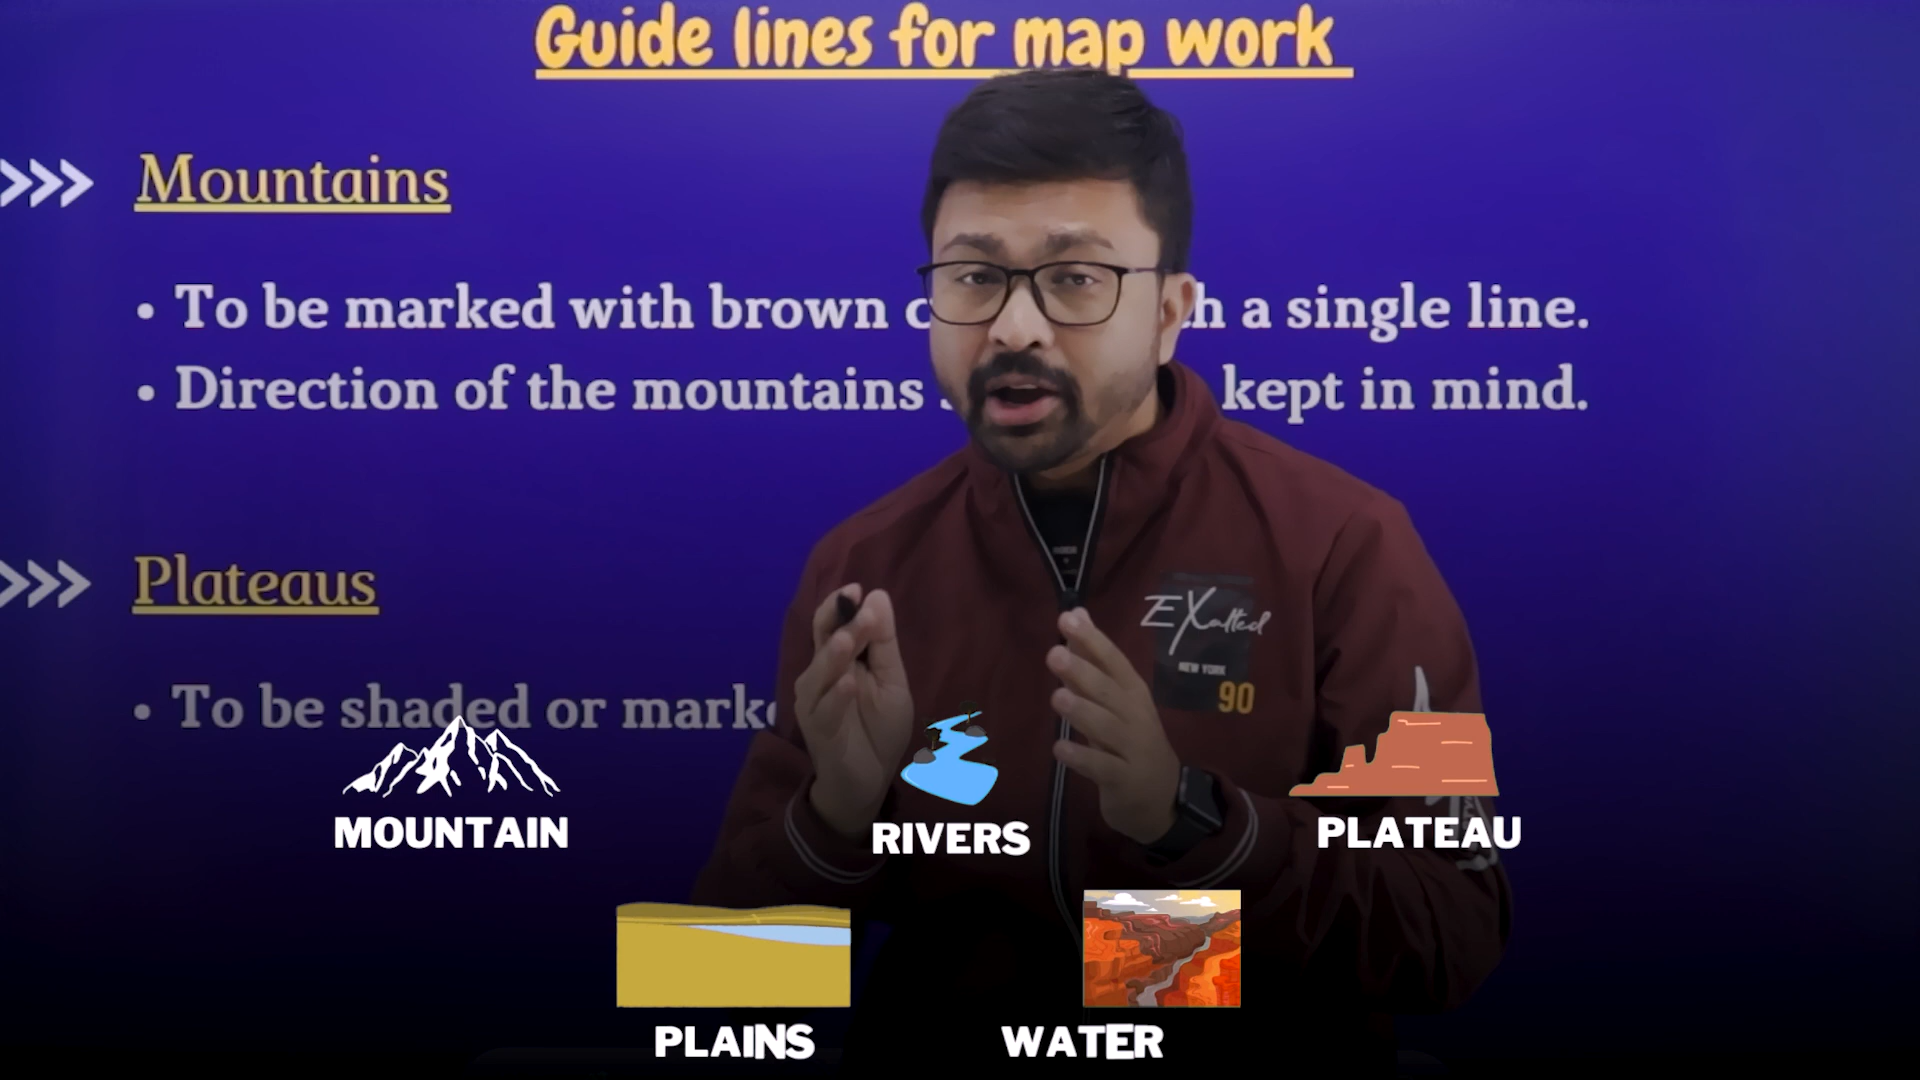 Guide lines for map work
Mountains
• To be marked with brown c h a single line.
• Direction of the mountains kept in mind.
Plateaus
• To be shaded or mark
EXalted
NEW YORK
90
MOUNTAIN
RIVERS
PLATEAU
PLAINS
WATER